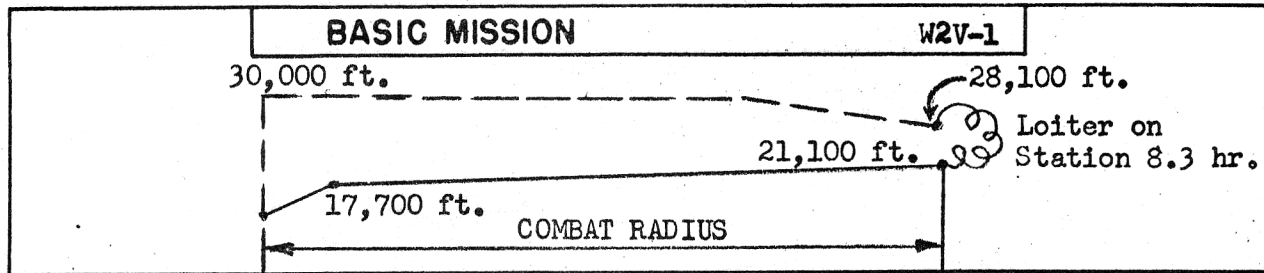 BASIC MISSION W2V-1
30,000 ft.
28,100 ft.
Loiter on
Station 8.3 hr.
21,100 ft.
17,700 ft.
COMBAT RADIUS